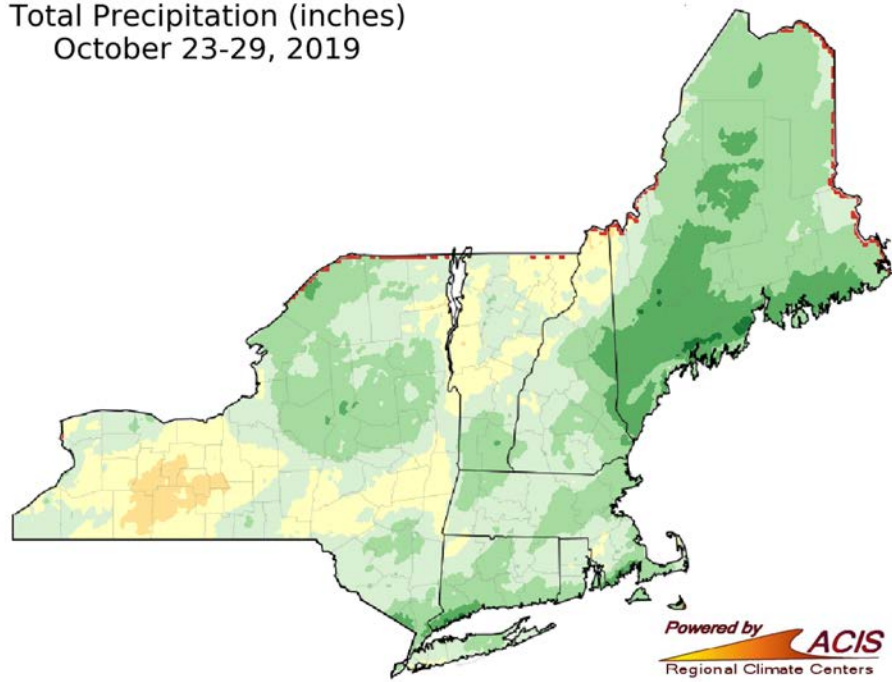 Total Precipitation (inches)
October 23-29, 2019
Powered by
ACIS
Regional Climate Centers